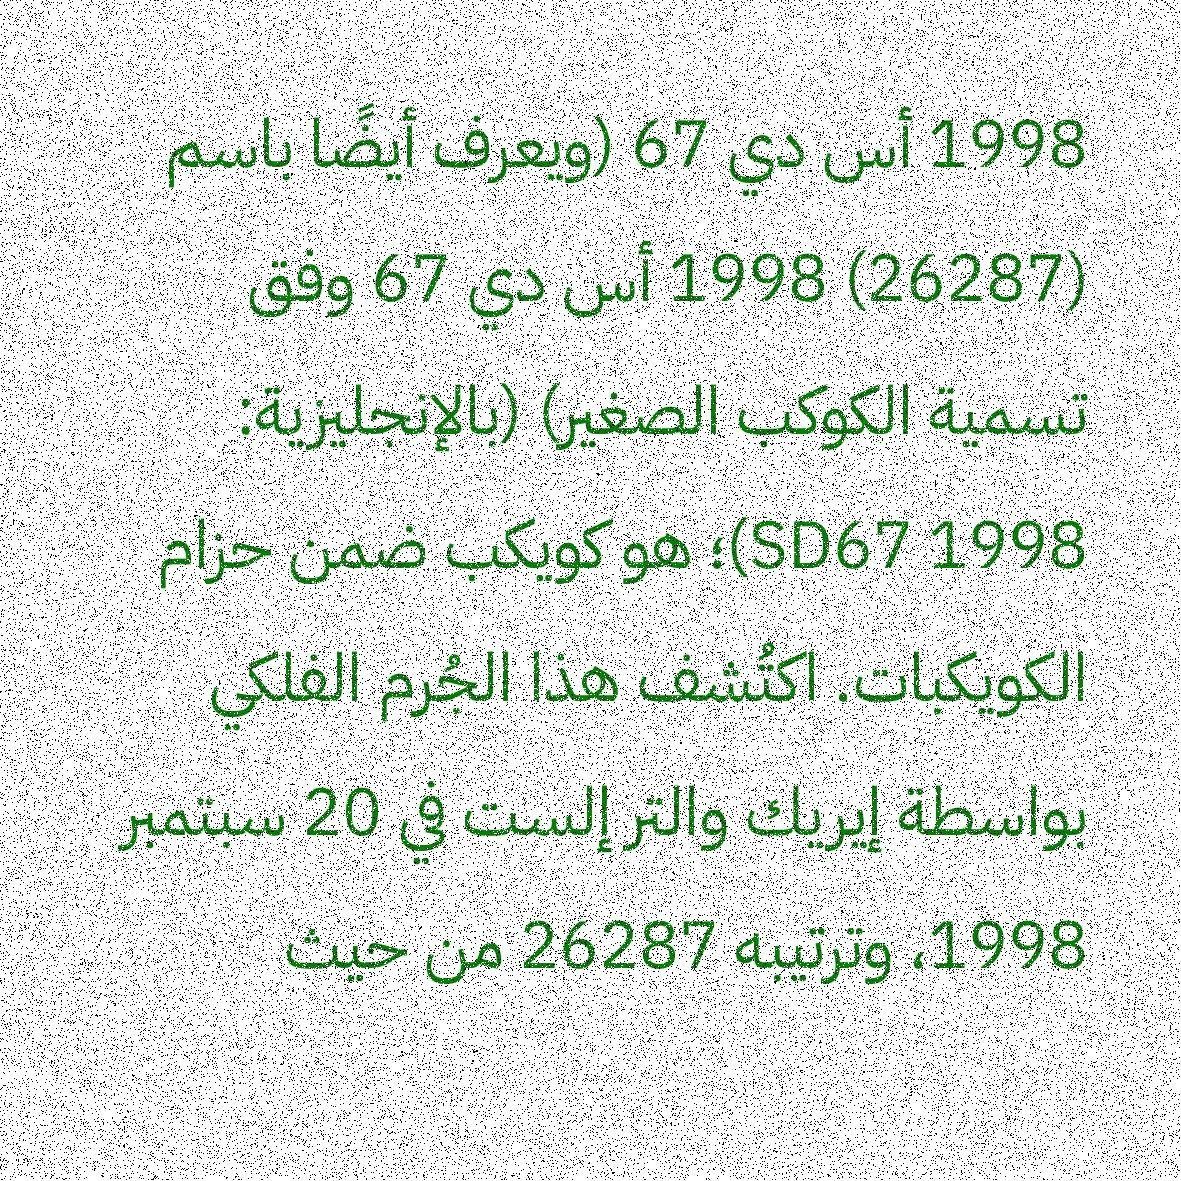 1998 أس دي 67 (ويعرف أيضًا باسم
(26287) 1998 أس دي 67 وفق
تسمية الكوكب الصغير) (بالإنجليزية:
1998 SD67)؛ هو كويكب ضمن حزام
الكويكبات. اكتُشف هذا الجُرم الفلكي
بواسطة إيريك والتر إلست في 20 سبتمبر
1998، وترتيبه 26287 من حيث